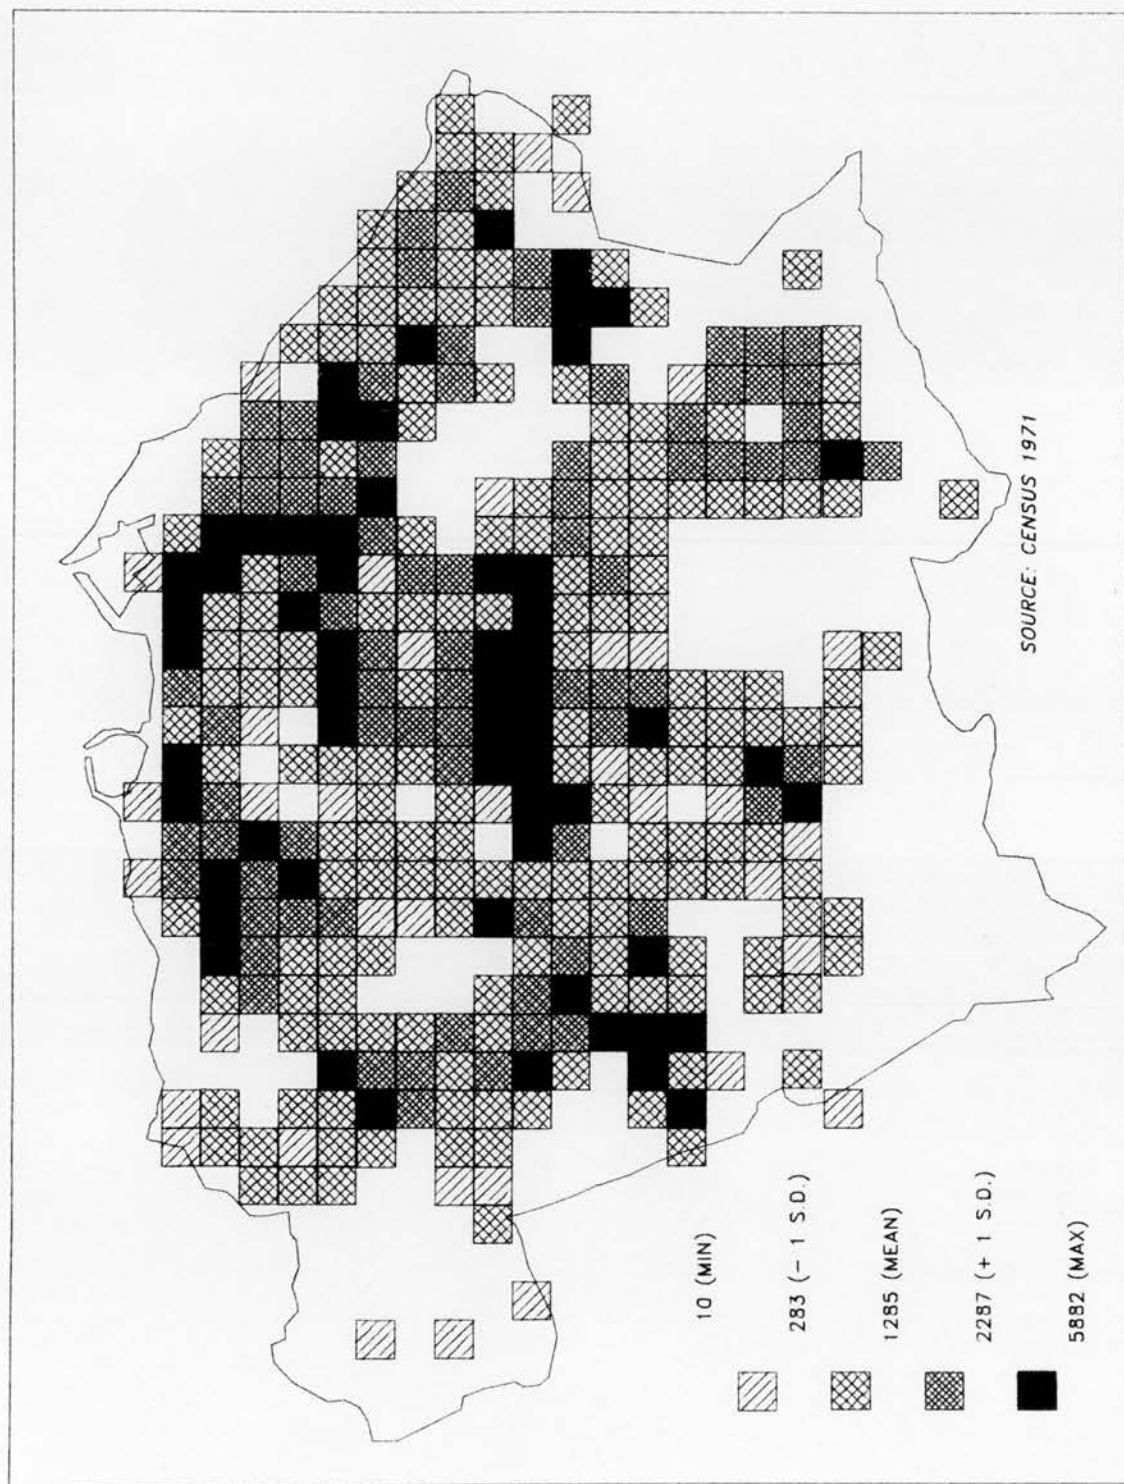 SOURCE: CENSUS 1971
10 (MIN)
283 (– 1 S.D.)
1285 (MEAN)
2287 (+ 1 S.D.)
5882 (MAX)